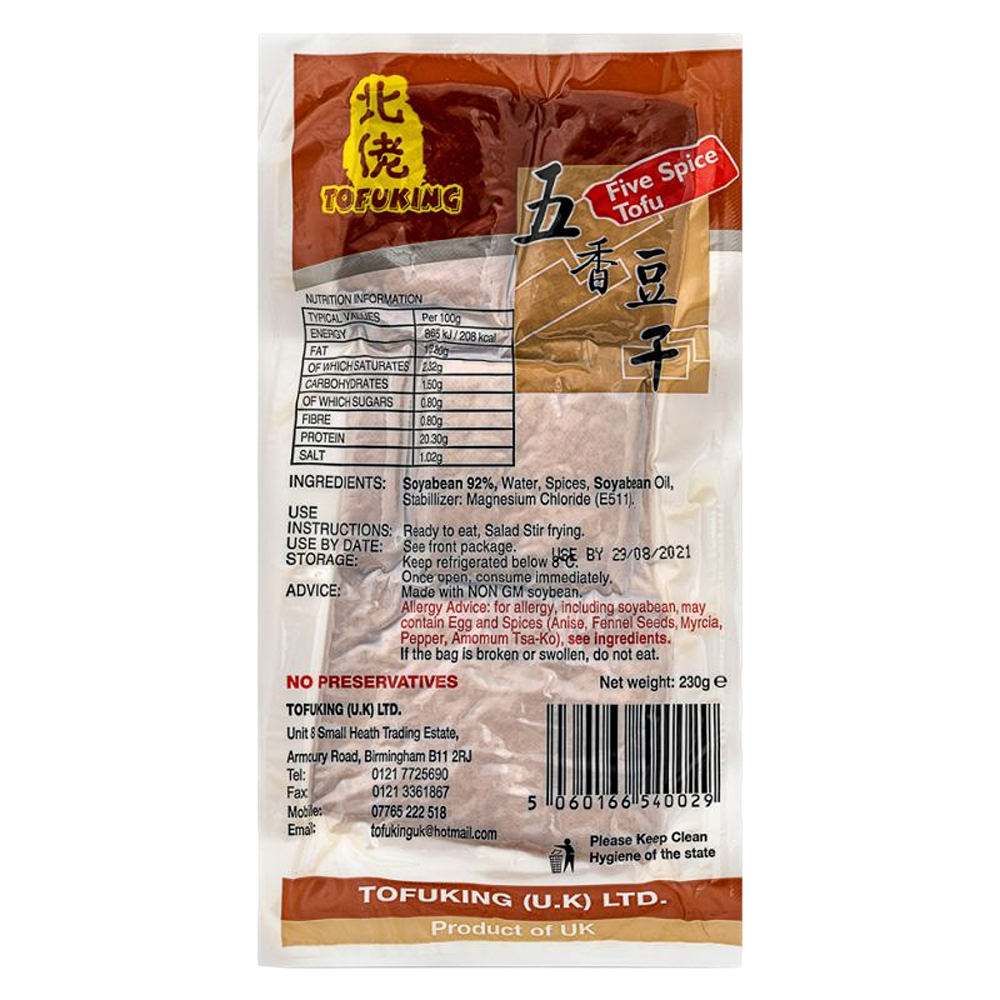 北
佬
TOFUKING
Five Spice
Tofu
五
香
豆
干
NUTRITION INFORMATION
TYPICAL VALUES Per 100g
ENERGY 865 kJ / 208 kcal
FAT
OF WHICH SATURATES 2.32g
CARBOHYDRATES 1.50g
OF WHICH SUGARS 0.80g
FIBRE 0.80g
PROTEIN 20.30g
SALT 1.02g
INGREDIENTS: Soyabean 92%, Water, Spices, Soyabean Oil,
Stabillizer: Magnesium Chloride (E511).
USE
INSTRUCTIONS: Ready to eat, Salad Stir frying.
USE BY DATE: See front package.
USE BY 29/08/2021
STORAGE: Keep refrigerated below 8°C.
Once open, consume immediately.
ADVICE: Made with NON GM soybean.
Allergy Advice: for allergy, including soyabean, may
contain Egg and Spices (Anise, Fennel Seeds, Myrcia,
Pepper, Amomum Tsa-Ko), see ingredients.
If the bag is broken or swollen, do not eat.
NO PRESERVATIVES
Net weight: 230g ℮
TOFUKING (U.K) LTD.
Unit 8 Small Heath Trading Estate,
Armoury Road, Birmingham B11 2RJ
Tel: 0121 7725690
Fax: 0121 3361867
Mobile: 07765 222 518
Email: tofukinguk@hotmail.com
5 060166 540029
Please Keep Clean
Hygiene of the state
TOFUKING (U.K) LTD.
Product of UK